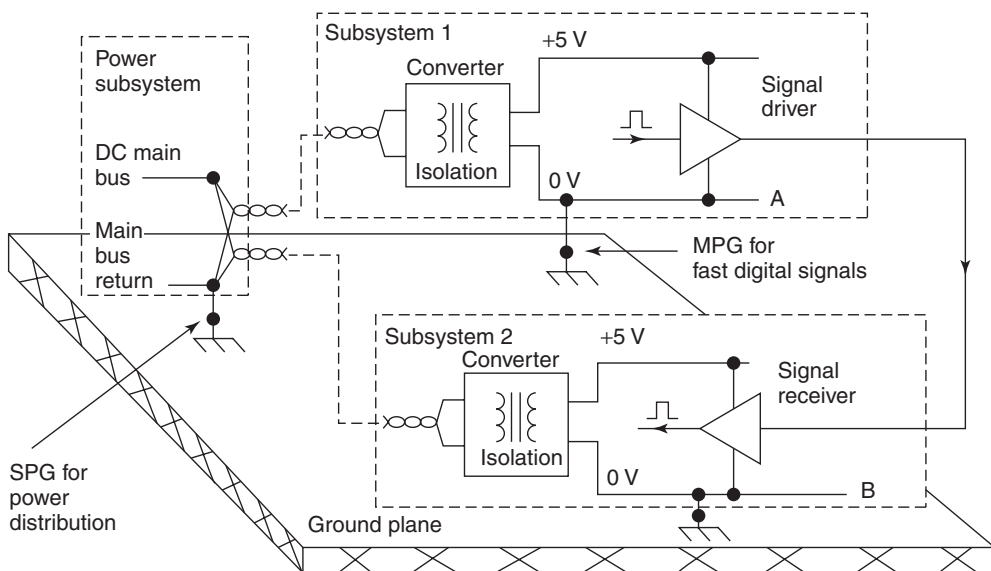 Subsystem 1
+5 V
Power
subsystem
Converter
Signal
driver
DC main
bus
Isolation
0 V
A
Main
bus
return
MPG for
fast digital signals
Subsystem 2
+5 V
Converter
Signal
receiver
Isolation
0 V
B
SPG for
power
distribution
Ground plane